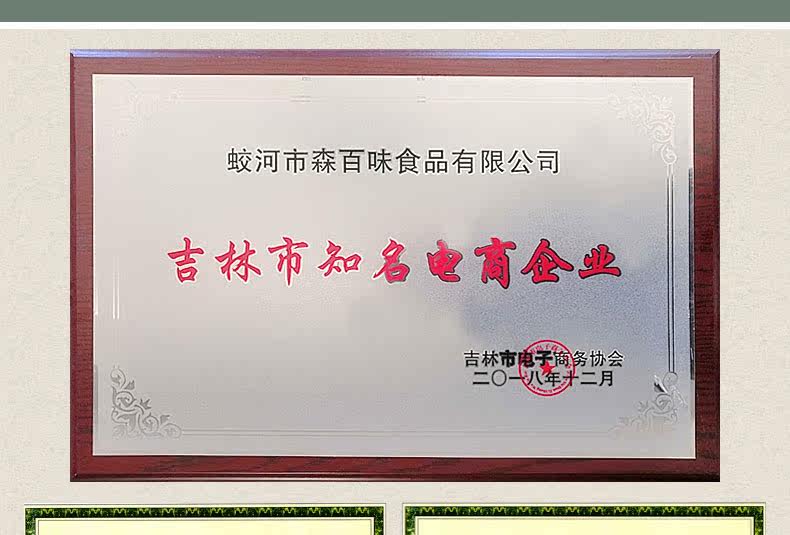 蛟河市森百味食品有限公司
吉林市知名电商企业
吉林市电子商务协会
二〇一八年十二月